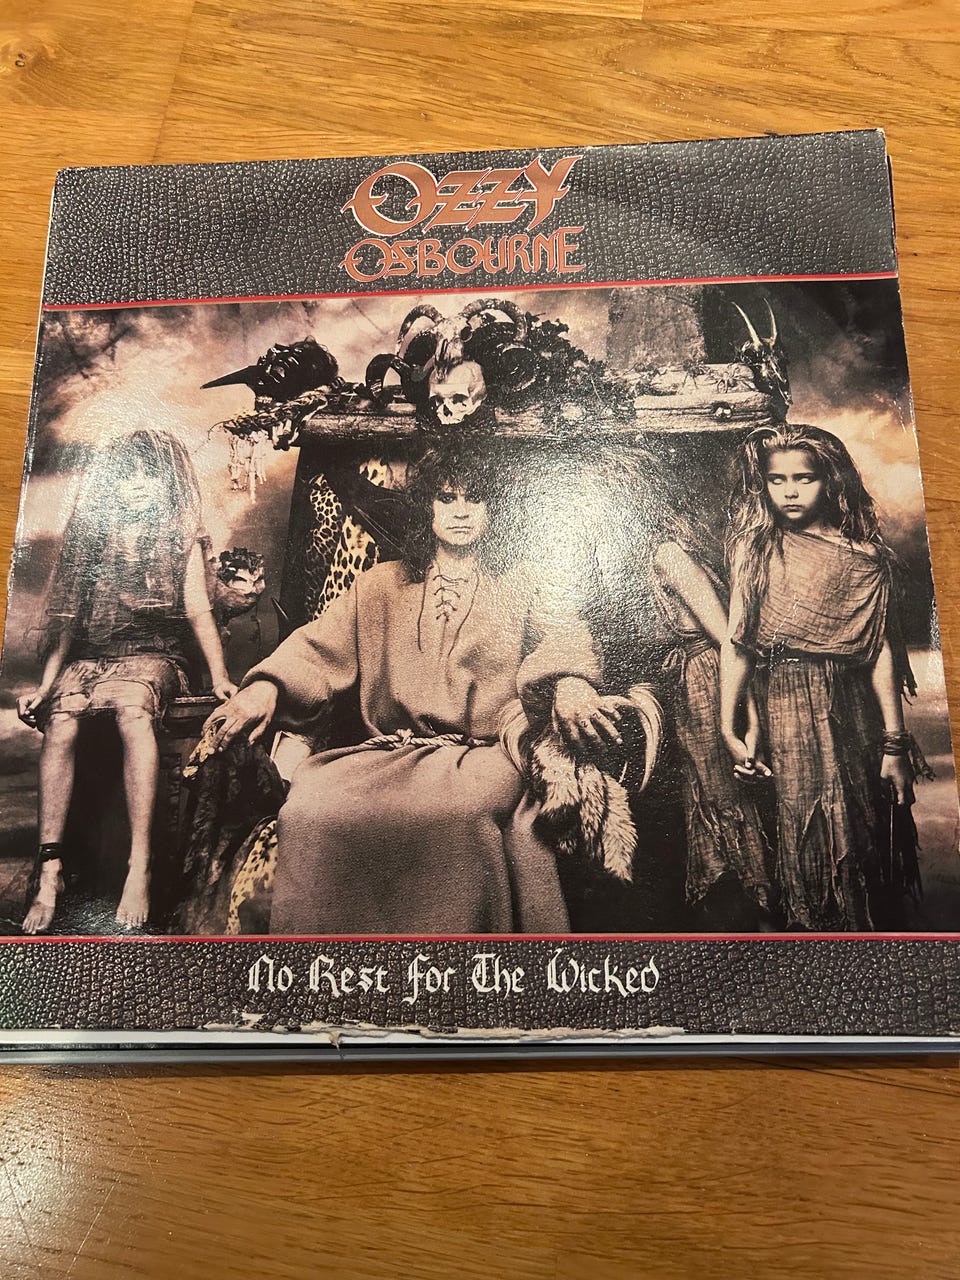 Ozzy
Osbourne
No Rest for The Wicked